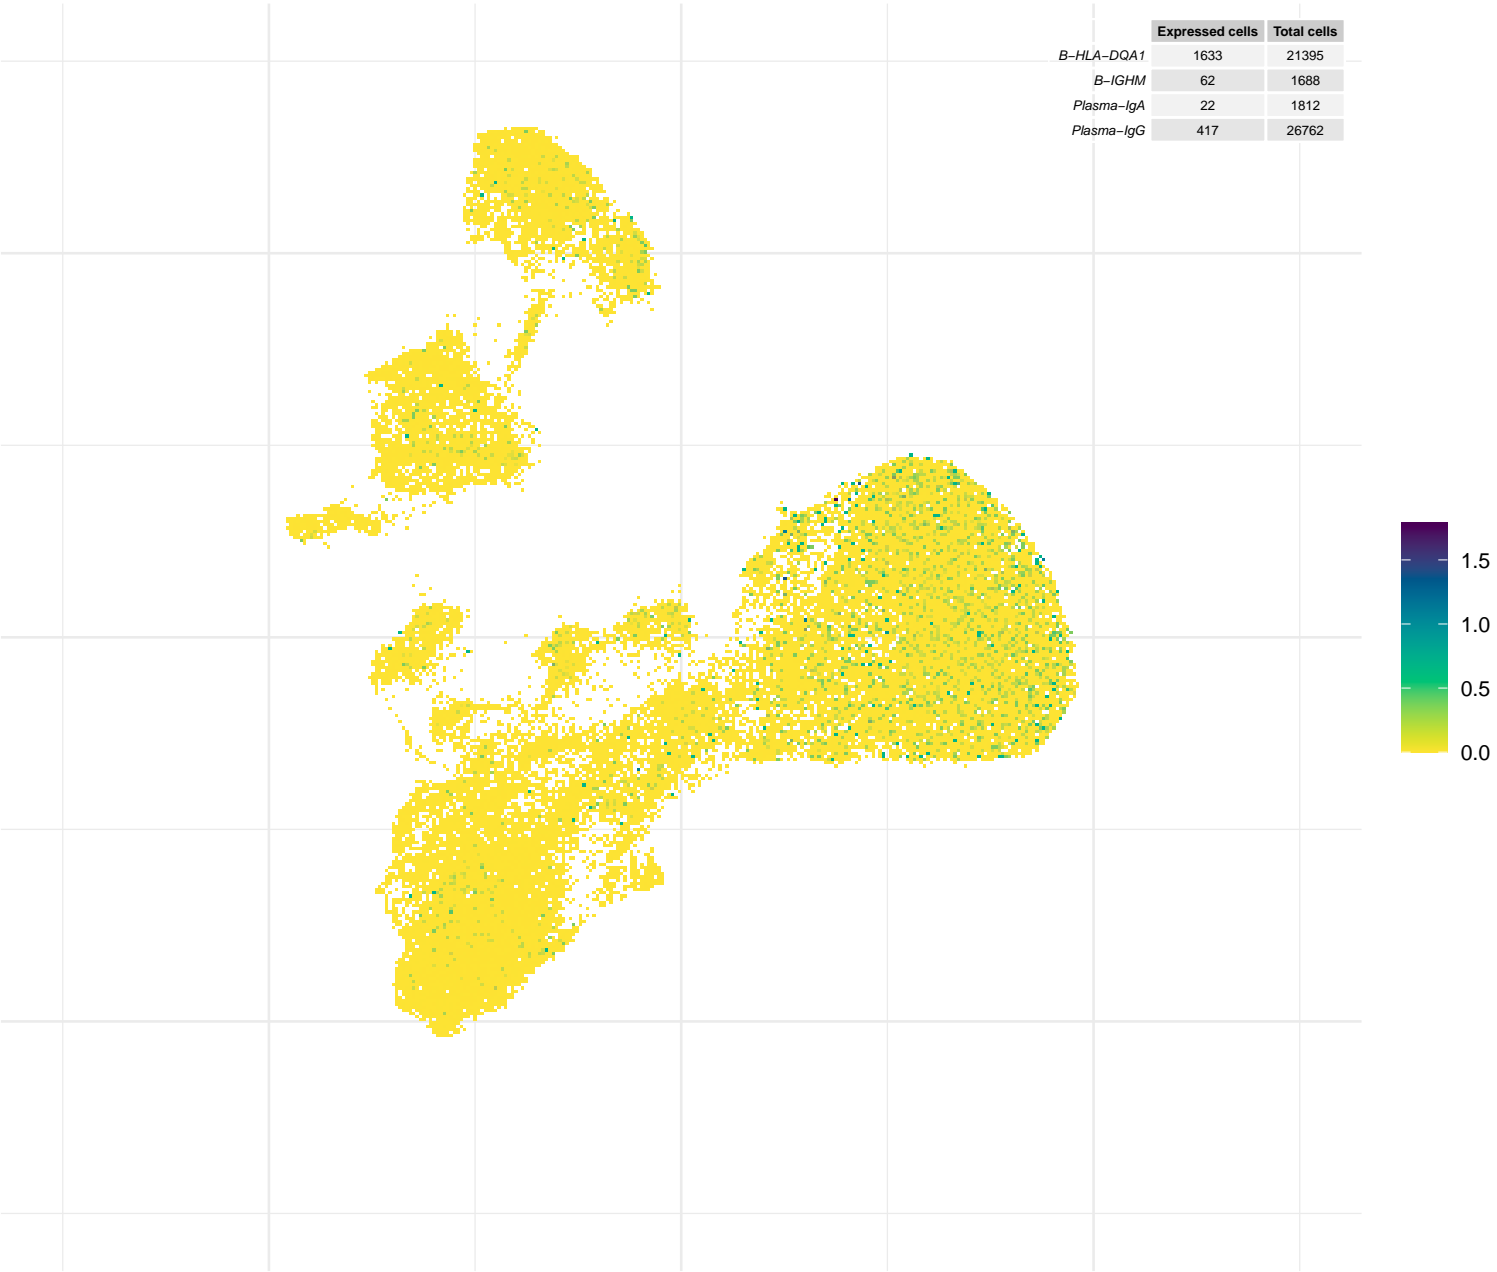 Expressed cells Total cells
B−HLA−DQA1 1633 21395
B−IGHM 62 1688
Plasma−IgA 22 1812
Plasma−IgG 417 26762
1.5
1.0
0.5
0.0